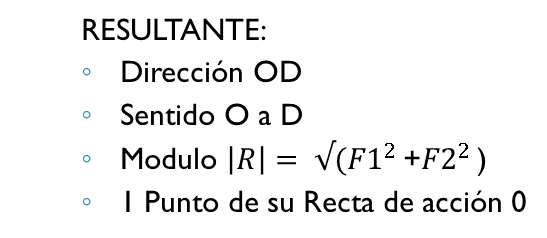 RESULTANTE:
◦ Dirección OD
◦ Sentido O a D
◦ Modulo |R| = √(F1² +F2² )
◦ 1 Punto de su Recta de acción 0